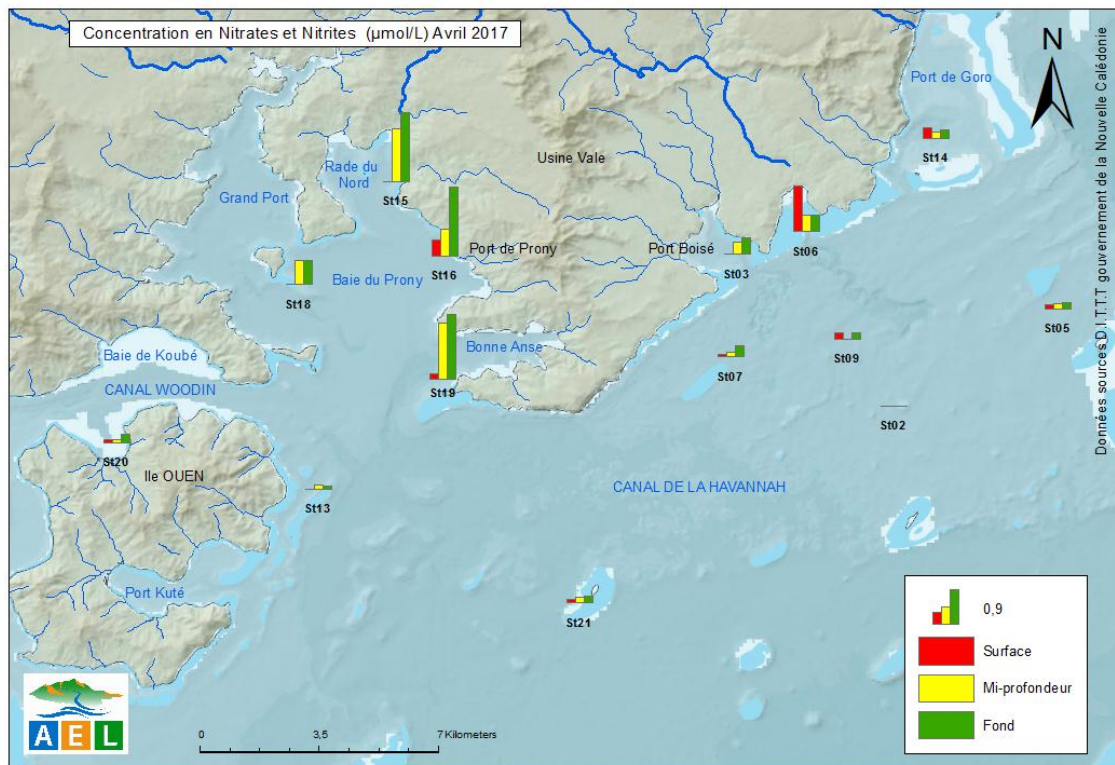 Concentration en Nitrates et Nitrites (µmol/L) Avril 2017
N
Port de Goro
Données sources D.I.T.T.T gouvernement de la Nouvelle Calédonie
St14
Usine Vale
Rade du
Nord
St15
Grand Port
St06
Port de Prony
Port Boisé
St16
St03
Baie du Prony
St18
St05
Bonne Anse
St09
Baie de Koubé
St07
CANAL WOODIN
St19
St02
St20
Ile OUEN
CANAL DE LA HAVANNAH
St13
Port Kuté
St21
0,9
Surface
Mi-profondeur
Fond
AEL
0 3,5 7 Kilometers